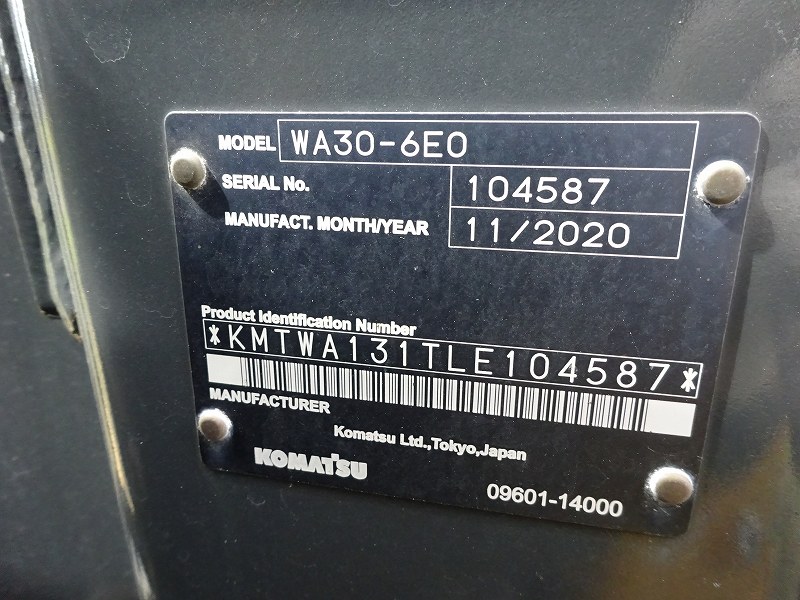 MODEL WA30-6E0
SERIAL No. 104587
MANUFACT. MONTH/YEAR 11/2020
Product Identification Number
*KMTWA131TLE104587*
MANUFACTURER
Komatsu Ltd.,Tokyo,Japan
KOMATSU
09601-14000